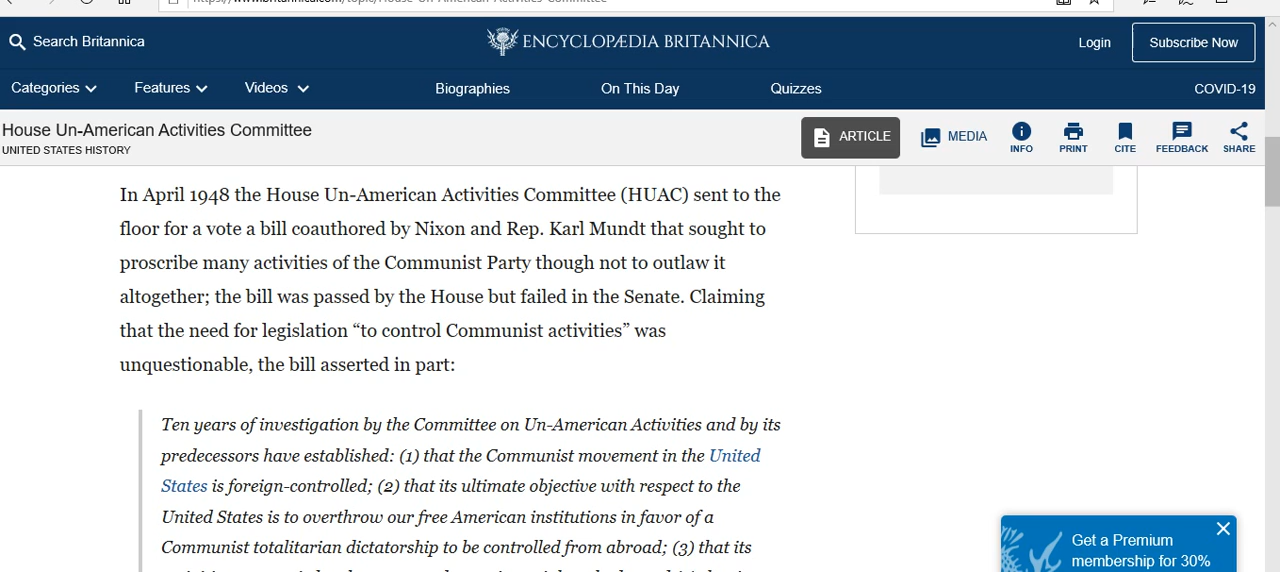 Search Britannica
ENCYCLOPÆDIA BRITANNICA
Login
Subscribe Now
Categories
Features
Videos
Biographies
On This Day
Quizzes
COVID-19
House Un-American Activities Committee
UNITED STATES HISTORY
ARTICLE
MEDIA
INFO
PRINT
CITE
FEEDBACK
SHARE
In April 1948 the House Un-American Activities Committee (HUAC) sent to the
floor for a vote a bill coauthored by Nixon and Rep. Karl Mundt that sought to
proscribe many activities of the Communist Party though not to outlaw it
altogether; the bill was passed by the House but failed in the Senate. Claiming
that the need for legislation “to control Communist activities” was
unquestionable, the bill asserted in part:
Ten years of investigation by the Committee on Un-American Activities and by its
predecessors have established: (1) that the Communist movement in the United
States is foreign-controlled; (2) that its ultimate objective with respect to the
United States is to overthrow our free American institutions in favor of a
Communist totalitarian dictatorship to be controlled from abroad; (3) that its
Get a Premium
membership for 30%